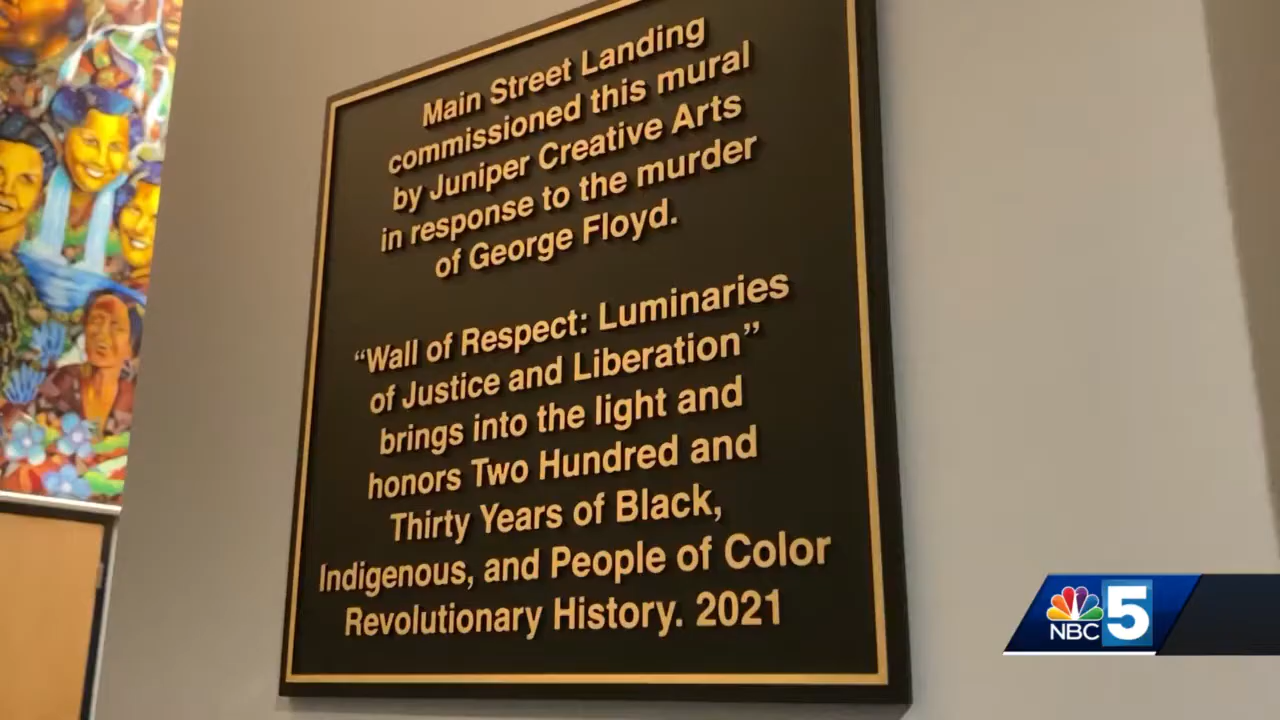 Main Street Landing
commissioned this mural
by Juniper Creative Arts
in response to the murder
of George Floyd.
“Wall of Respect: Luminaries
of Justice and Liberation”
brings into the light and
honors Two Hundred and
Thirty Years of Black,
Indigenous, and People of Color
Revolutionary History. 2021
NBC 5